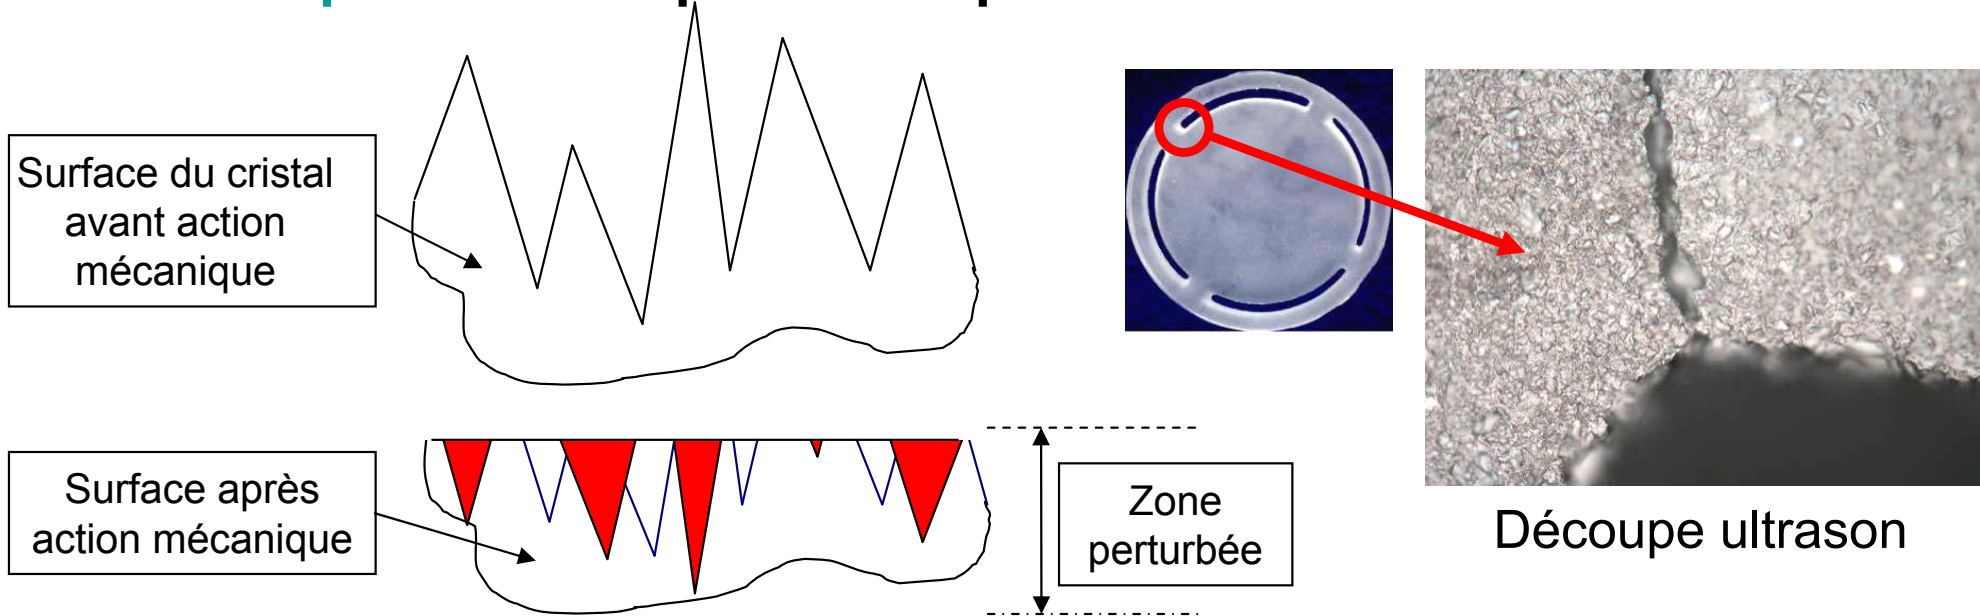 Surface du cristal
avant action
mécanique
Surface après
action mécanique
Zone
perturbée
Découpe ultrason